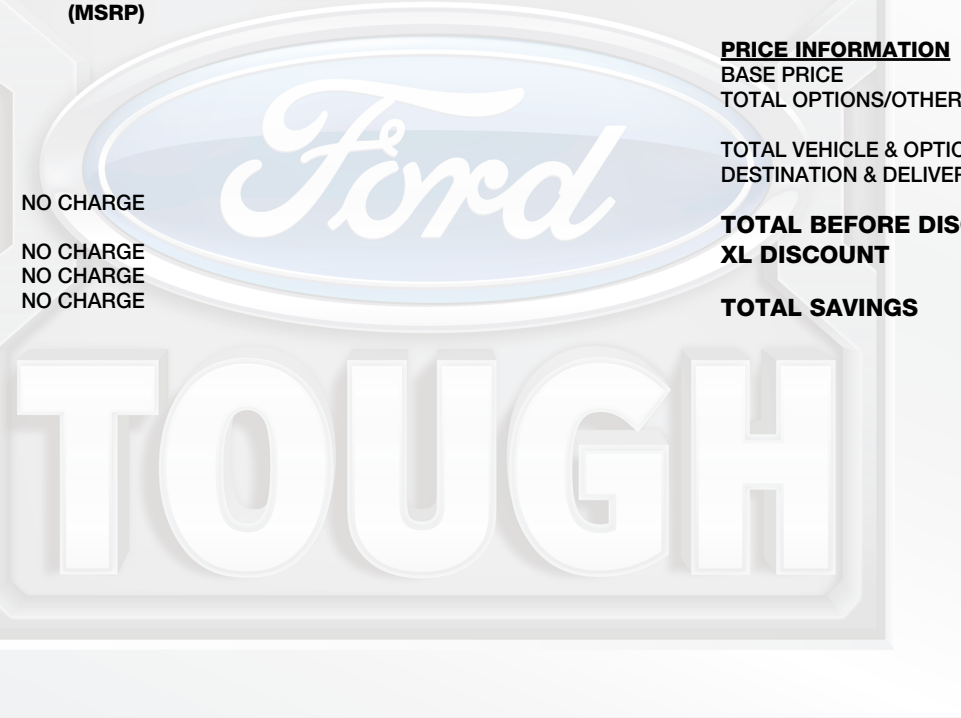 (MSRP)
NO CHARGE
NO CHARGE
NO CHARGE
NO CHARGE
PRICE INFORMATION
BASE PRICE
TOTAL OPTIONS/OTHER
TOTAL VEHICLE & OPTIO
DESTINATION & DELIVER
TOTAL BEFORE DIS
XL DISCOUNT
TOTAL SAVINGS
Ford
TOUGH